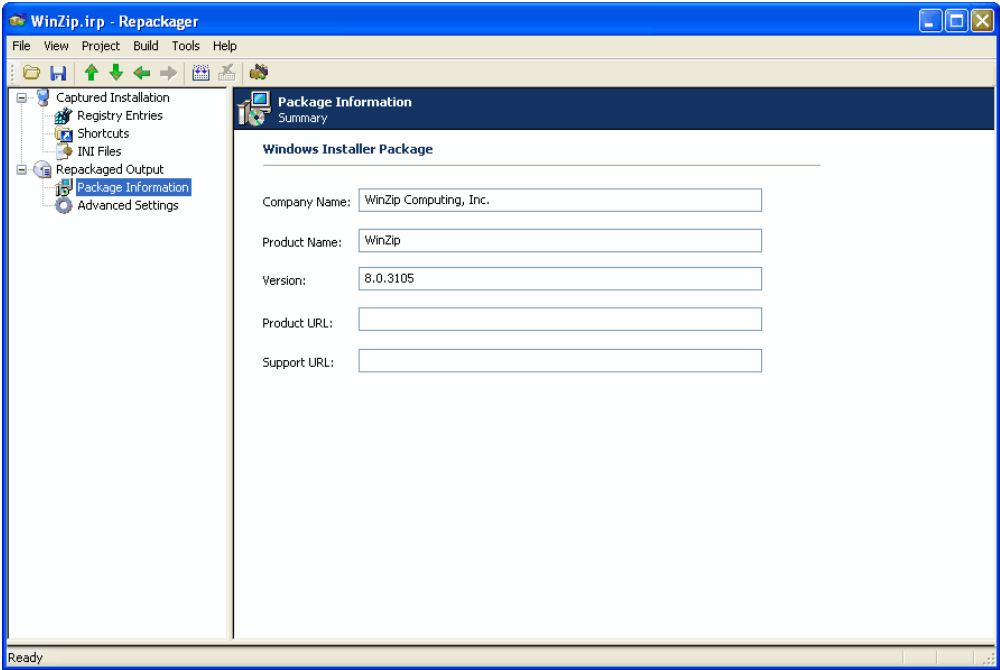 WinZip.irp - Repackager
File View Project Build Tools Help
Captured Installation
Registry Entries
Shortcuts
INI Files
Repackaged Output
Package Information
Advanced Settings
Package Information
Summary
Windows Installer Package
Company Name: WinZip Computing, Inc.
Product Name: WinZip
Version: 8.0.3105
Product URL:
Support URL:
Ready